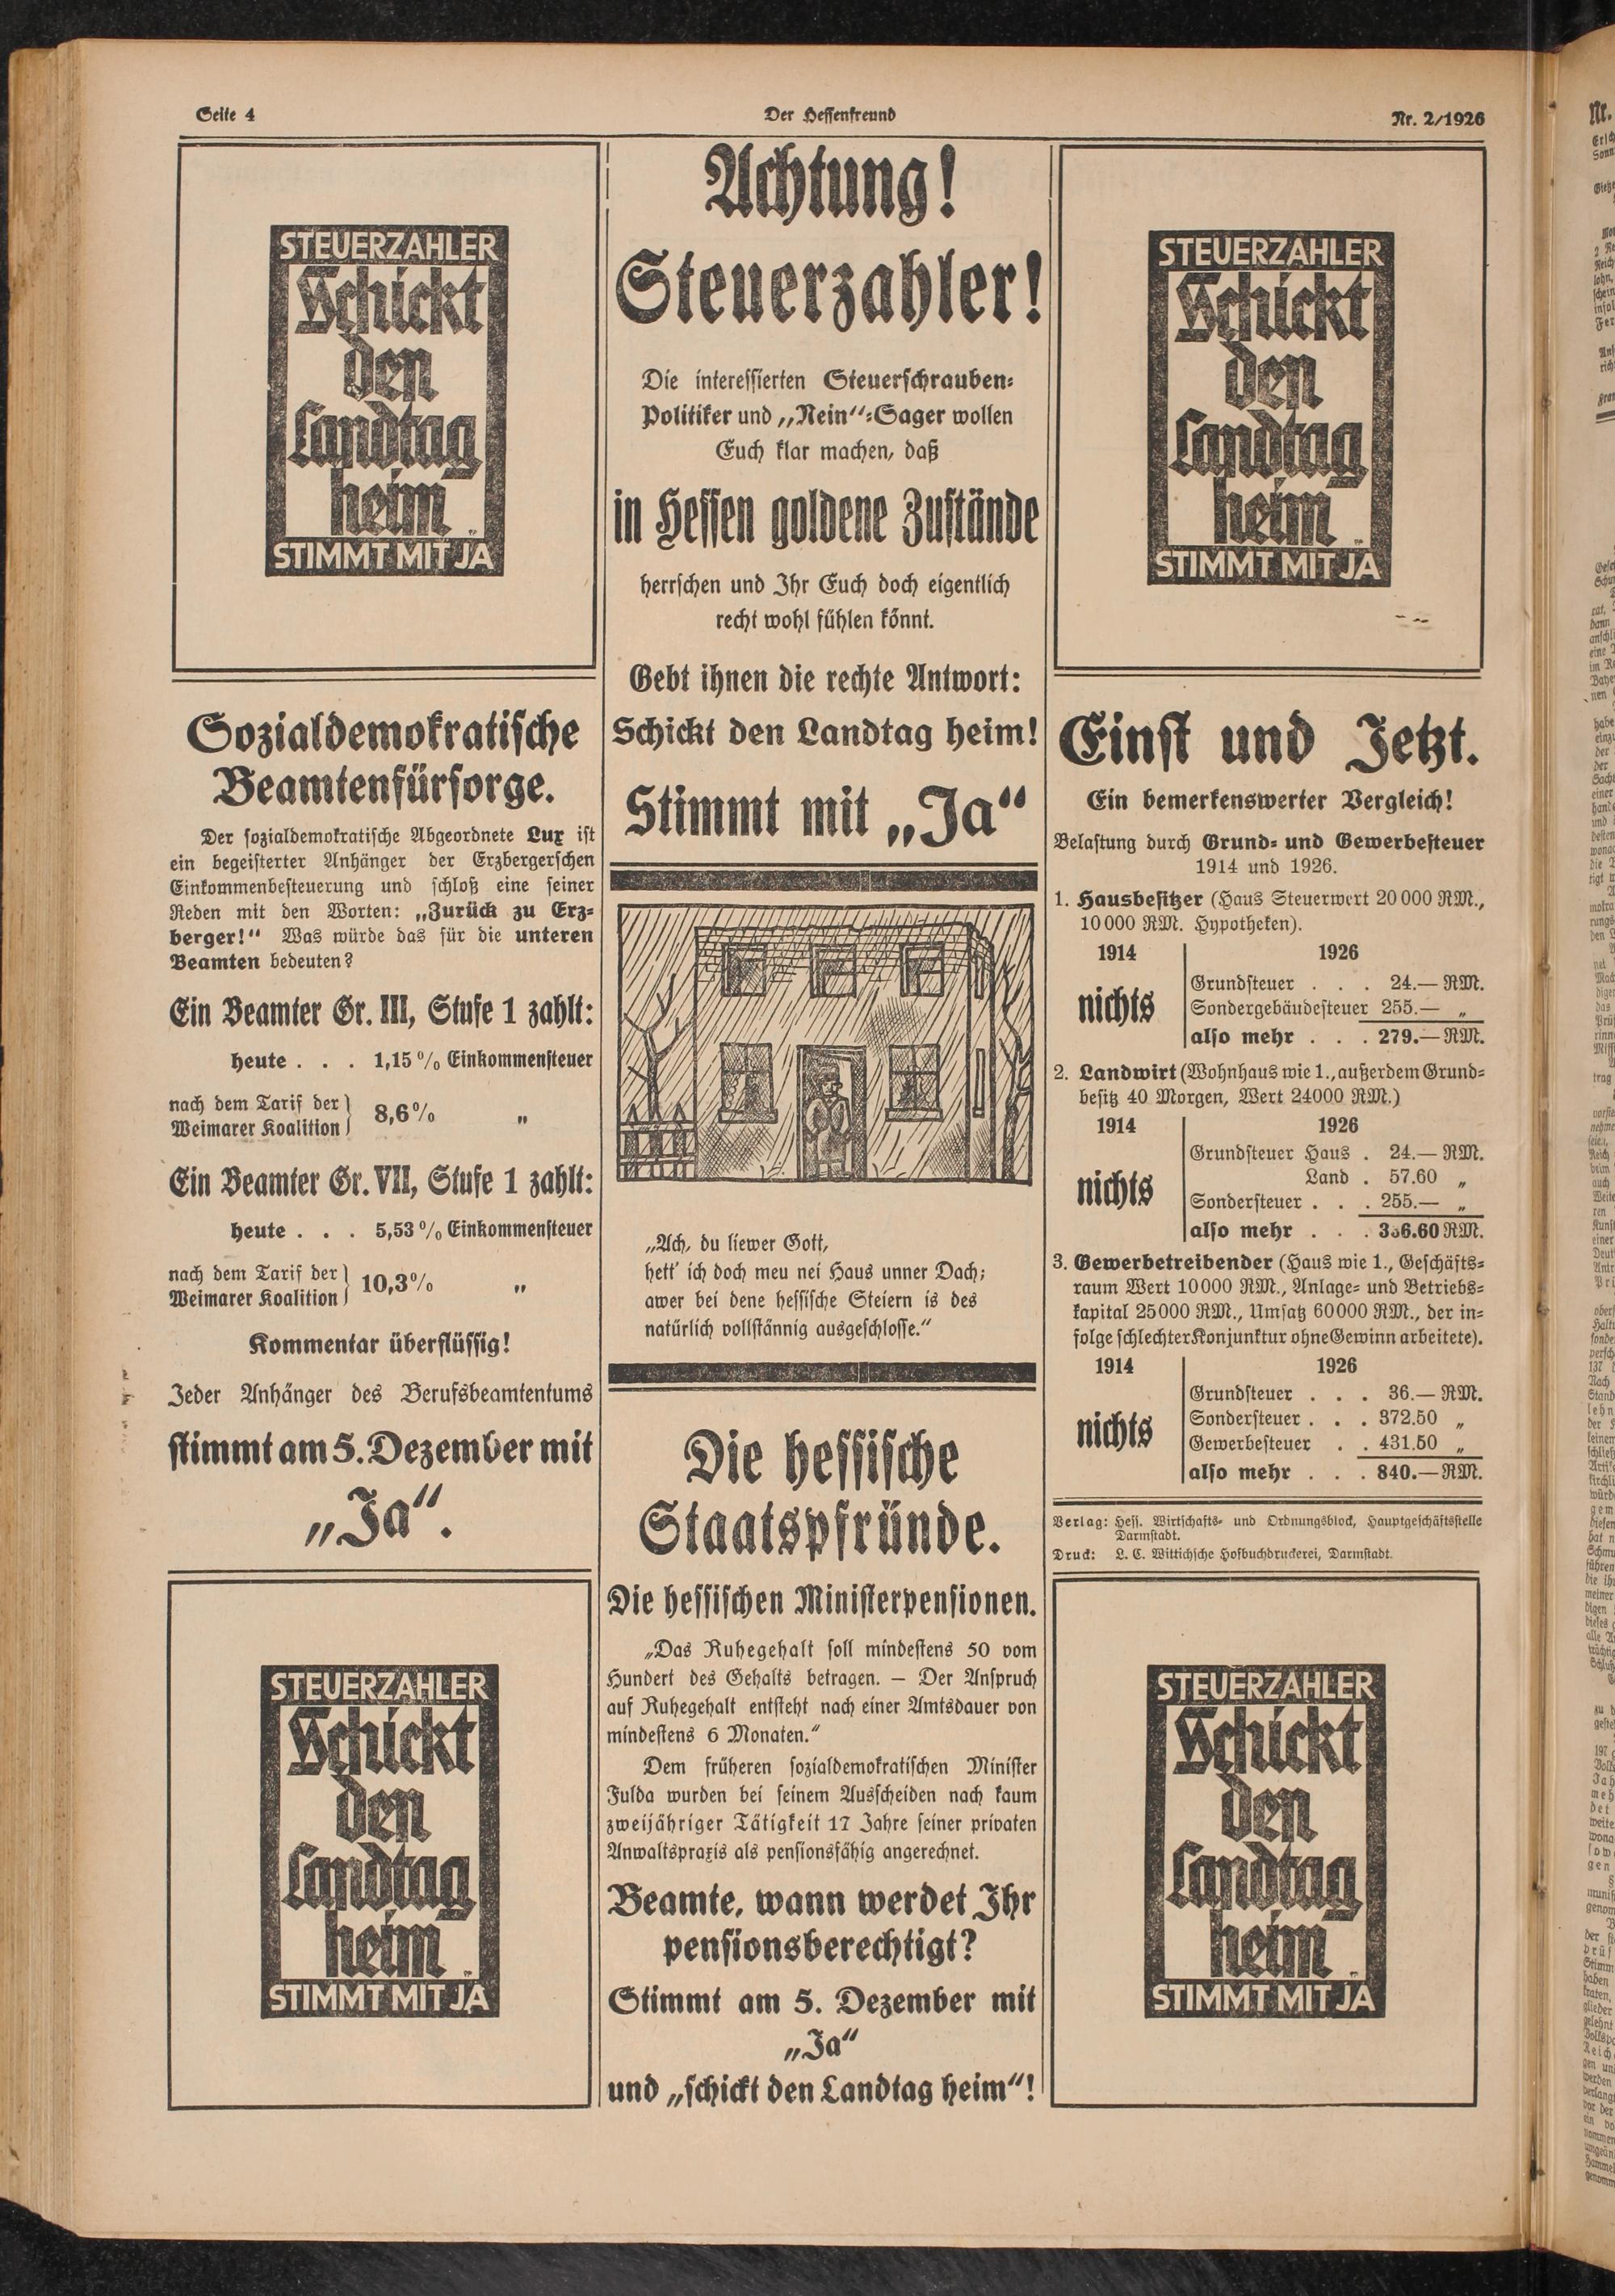 Seite 4
Der Hessenfreund
Nr. 2/1926
STEUERZAHLER
Schickt
den
Landtag
heim
STIMMT MIT JA
Sozialdemokratische
Beamtenfürsorge.
Der sozialdemokratische Abgeordnete Lux ist
ein begeisterter Anhänger der Erzbergerschen
Einkommenbesteuerung und schloß eine seiner
Reden mit den Worten: „Zurück zu Erz-
berger!“ Was würde das für die unteren
Beamten bedeuten?
Ein Beamter Gr. III, Stufe 1 zahlt:
heute . . . 1,15 % Einkommensteuer
nach dem Tarif der
Weimarer Koalition } 8,6 % „
Ein Beamter Gr. VII, Stufe 1 zahlt:
heute . . . 5,53 % Einkommensteuer
nach dem Tarif der
Weimarer Koalition } 10,3 % „
Kommentar überflüssig!
Jeder Anhänger des Berufsbeamtentums
stimmt am 5. Dezember mit
„Ja“.
STEUERZAHLER
Schickt
den
Landtag
heim
STIMMT MIT JA
Achtung!
Steuerzahler!
Die interessierten Steuerschrauben-
Politiker und „Nein“-Sager wollen
Euch klar machen, daß
in Hessen goldene Zustände
herrschen und Ihr Euch doch eigentlich
recht wohl fühlen könnt.
Gebt ihnen die rechte Antwort:
Schickt den Landtag heim!
Stimmt mit „Ja“
„Ach, du liewer Gott,
hett' ich doch meu nei Haus unner Dach;
awer bei dene hessische Steiern is des
natürlich vollstännig ausgeschlosse.“
Die hessische
Staatspfründe.
Die hessischen Ministerpensionen.
„Das Ruhegehalt soll mindestens 50 vom
Hundert des Gehalts betragen. — Der Anspruch
auf Ruhegehalt entsteht nach einer Amtsdauer von
mindestens 6 Monaten.“
Dem früheren sozialdemokratischen Minister
Fulda wurden bei seinem Ausscheiden nach kaum
zweijähriger Tätigkeit 17 Jahre seiner privaten
Anwaltspraxis als pensionsfähig angerechnet.
Beamte, wann werdet Ihr
pensionsberechtigt?
Stimmt am 5. Dezember mit
„Ja“
und „schickt den Landtag heim“!
STEUERZAHLER
Schickt
den
Landtag
heim
STIMMT MIT JA
Einst und Jetzt.
Ein bemerkenswerter Vergleich!
Belastung durch Grund- und Gewerbesteuer
1914 und 1926.
1. Hausbesitzer (Haus Steuerwert 20 000 RM.,
10 000 RM. Hypotheken).
1914 1926
nichts
Grundsteuer . . . 24.— RM.
Sondergebäudesteuer 255.— „
also mehr . . . 279.— RM.
2. Landwirt (Wohnhaus wie 1., außerdem Grund-
besitz 40 Morgen, Wert 24000 RM.)
1914 1926
nichts
Grundsteuer Haus . 24.— RM.
Land . 57.60 „
Sondersteuer . . . 255.— „
also mehr . . . 336.60 RM.
3. Gewerbetreibender (Haus wie 1., Geschäfts-
raum Wert 10000 RM., Anlage- und Betriebs-
kapital 25000 RM., Umsatz 60000 RM., der in-
folge schlechter Konjunktur ohne Gewinn arbeitete).
1914 1926
nichts
Grundsteuer . . . 36.— RM.
Sondersteuer . . . 372.50 „
Gewerbesteuer . . 431.50 „
also mehr . . . 840.— RM.
Verlag: Hess. Wirtschafts- und Ordnungsblock, Hauptgeschäftsstelle
Darmstadt.
Druck: L. C. Wittichsche Hofbuchdruckerei, Darmstadt.
STEUERZAHLER
Schickt
den
Landtag
heim
STIMMT MIT JA